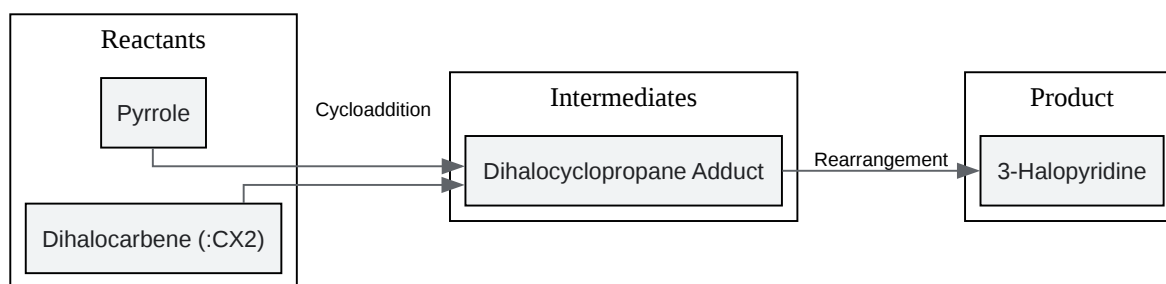 Reactants
Pyrrole
Dihalocarbene (:CX2)
Cycloaddition
Intermediates
Dihalocyclopropane Adduct
Rearrangement
Product
3-Halopyridine